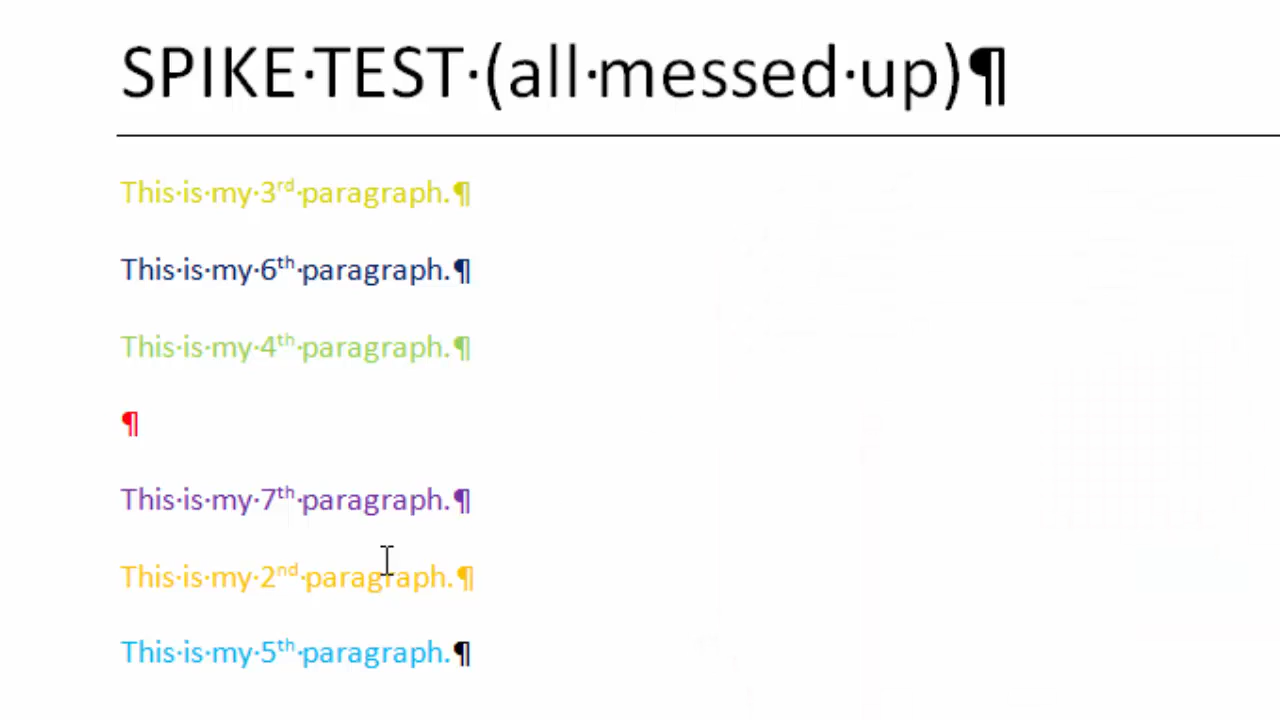 SPIKE·TEST·(all·messed·up)¶
This·is·my·3rd·paragraph.¶
This·is·my·6th·paragraph.¶
This·is·my·4th·paragraph.¶
¶
This·is·my·7th·paragraph.¶
This·is·my·2nd·paragraph.¶
This·is·my·5th·paragraph.¶